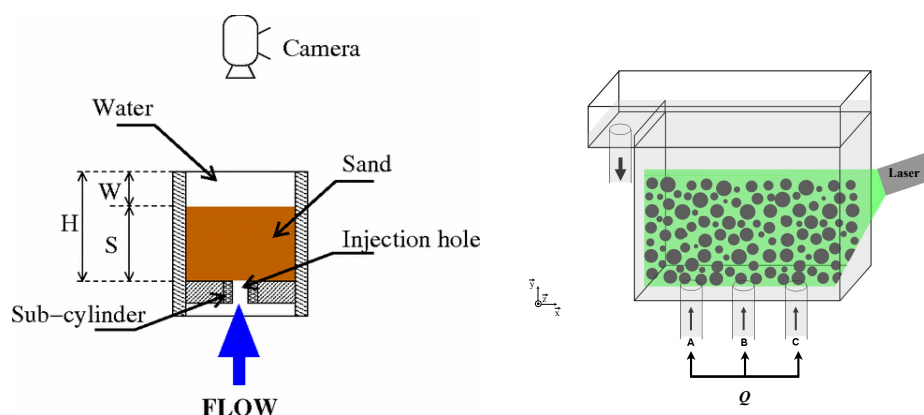 Camera
Water
Sand
W
H
S
Injection hole
Sub-cylinder
FLOW
Laser
y
z
x
A B C
Q